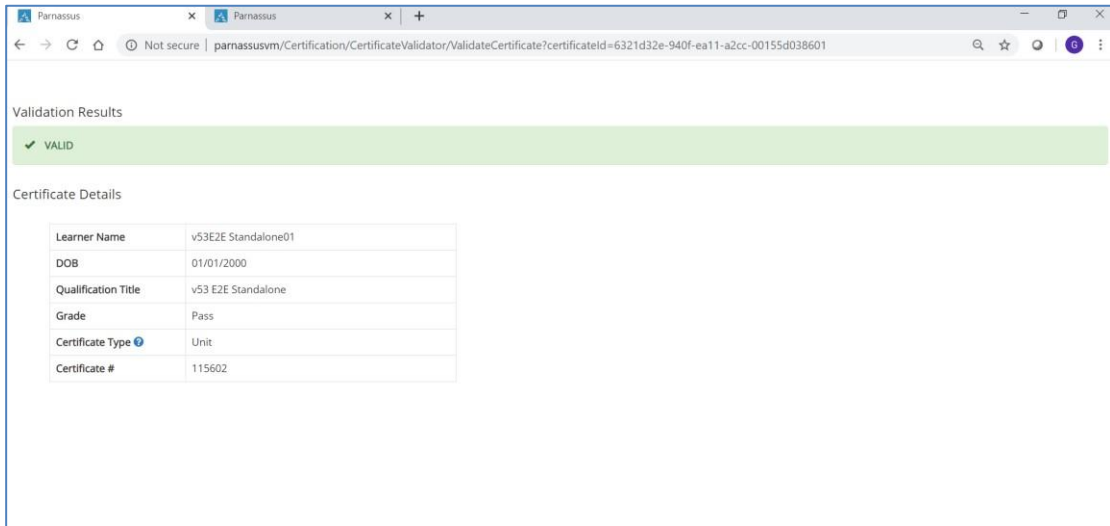 Parnassus
Parnassus
Not secure | parnassusvm/Certification/CertificateValidator/ValidateCertificate?certificateId=6321d32e-940f-ea11-a2cc-00155d038601
G
Validation Results
VALID
Certificate Details
Learner Name v53E2E Standalone01
DOB 01/01/2000
Qualification Title v53 E2E Standalone
Grade Pass
Certificate Type ? Unit
Certificate # 115602